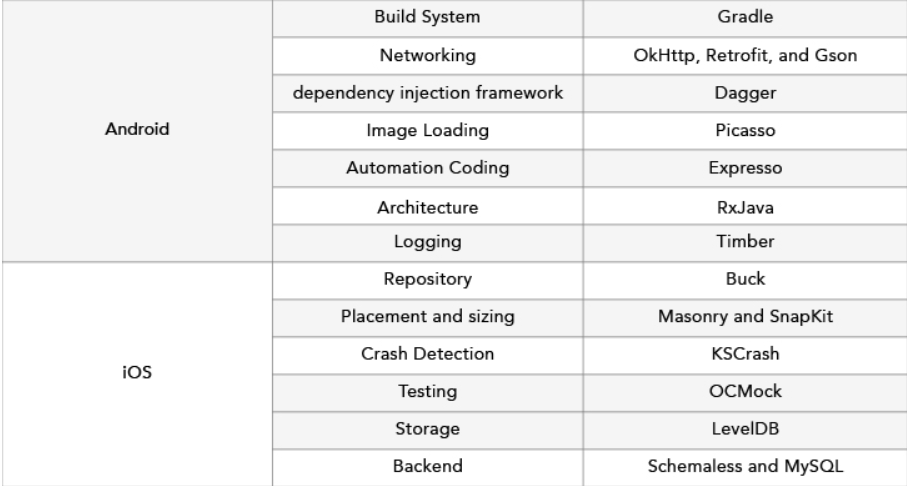 Build System Gradle
Networking OkHttp, Retrofit, and Gson
dependency injection framework Dagger
Android Image Loading Picasso
Automation Coding Expresso
Architecture RxJava
Logging Timber
Repository Buck
Placement and sizing Masonry and SnapKit
Crash Detection KSCrash
iOS
Testing OCMock
Storage LevelDB
Backend Schemaless and MySQL